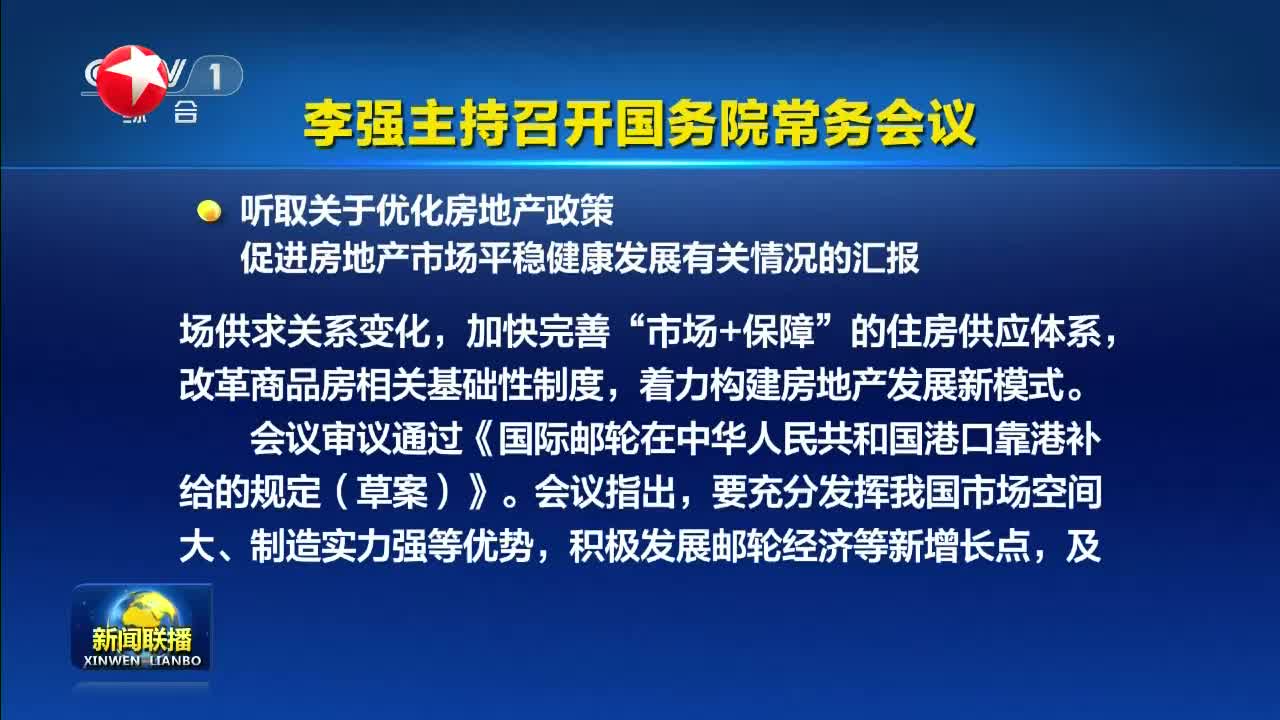 1
综合
李强主持召开国务院常务会议
听取关于优化房地产政策
促进房地产市场平稳健康发展有关情况的汇报
场供求关系变化，加快完善“市场+保障”的住房供应体系，
改革商品房相关基础性制度，着力构建房地产发展新模式。
会议审议通过《国际邮轮在中华人民共和国港口靠港补
给的规定（草案）》。会议指出，要充分发挥我国市场空间
大、制造实力强等优势，积极发展邮轮经济等新增长点，及
新闻联播
XINWEN LIANBO